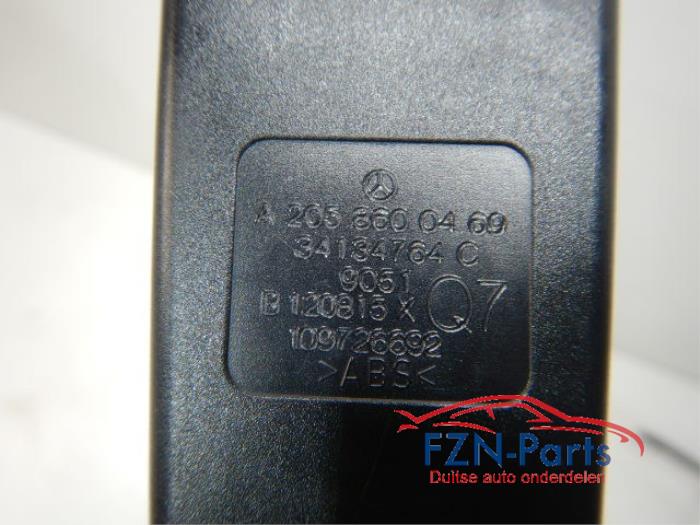 A 205 860 04 69
34134764 C
9051
B 120815 X Q7
109726692
>ABS<
FZN-Parts
Duitse auto onderdelen